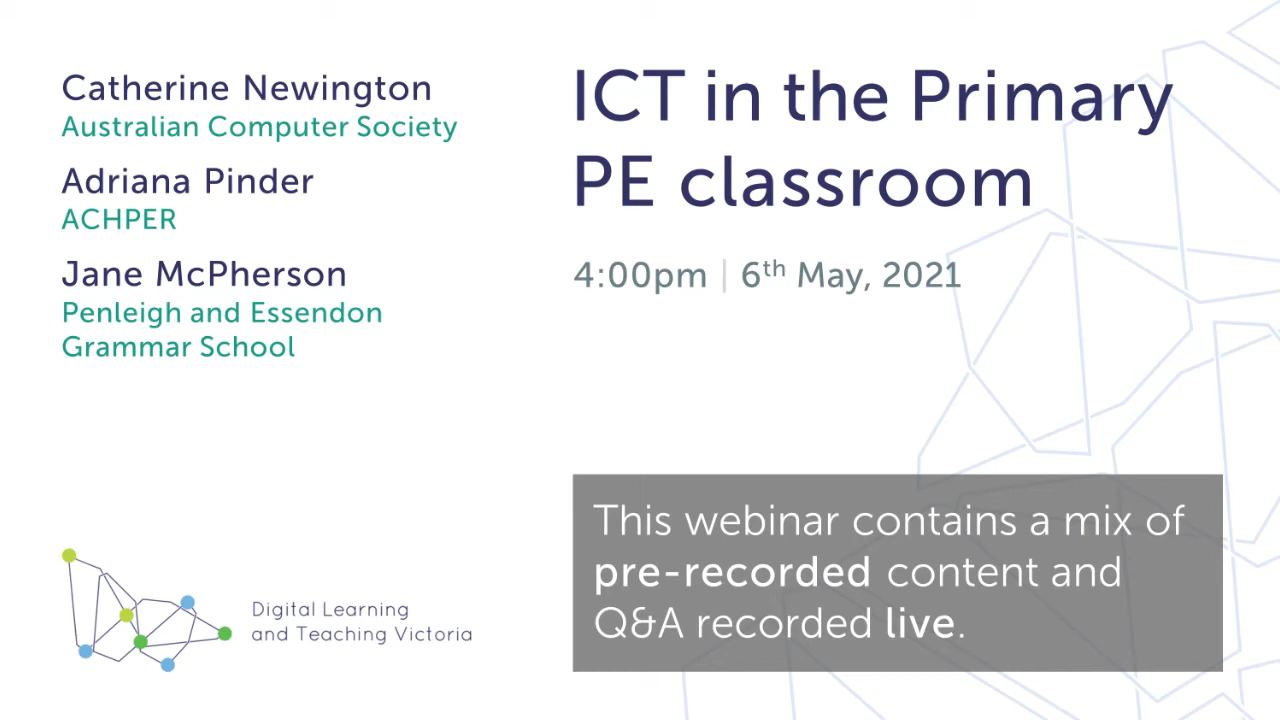 Catherine Newington
Australian Computer Society
Adriana Pinder
ACHPER
Jane McPherson
Penleigh and Essendon
Grammar School
ICT in the Primary
PE classroom
4:00pm | 6th May, 2021
This webinar contains a mix of
pre-recorded content and
Q&A recorded live.
Digital Learning
and Teaching Victoria